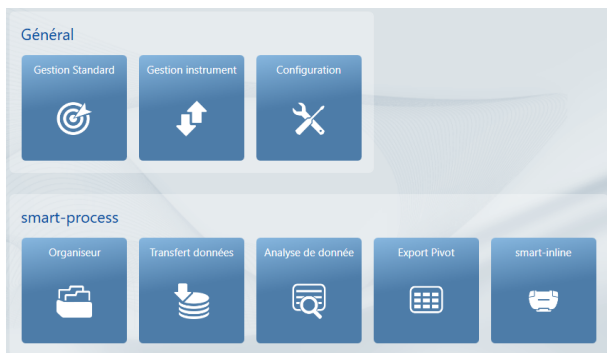 Général
Gestion Standard
Gestion instrument
Configuration
smart-process
Organiseur
Transfert données
Analyse de donnée
Export Pivot
smart-inline